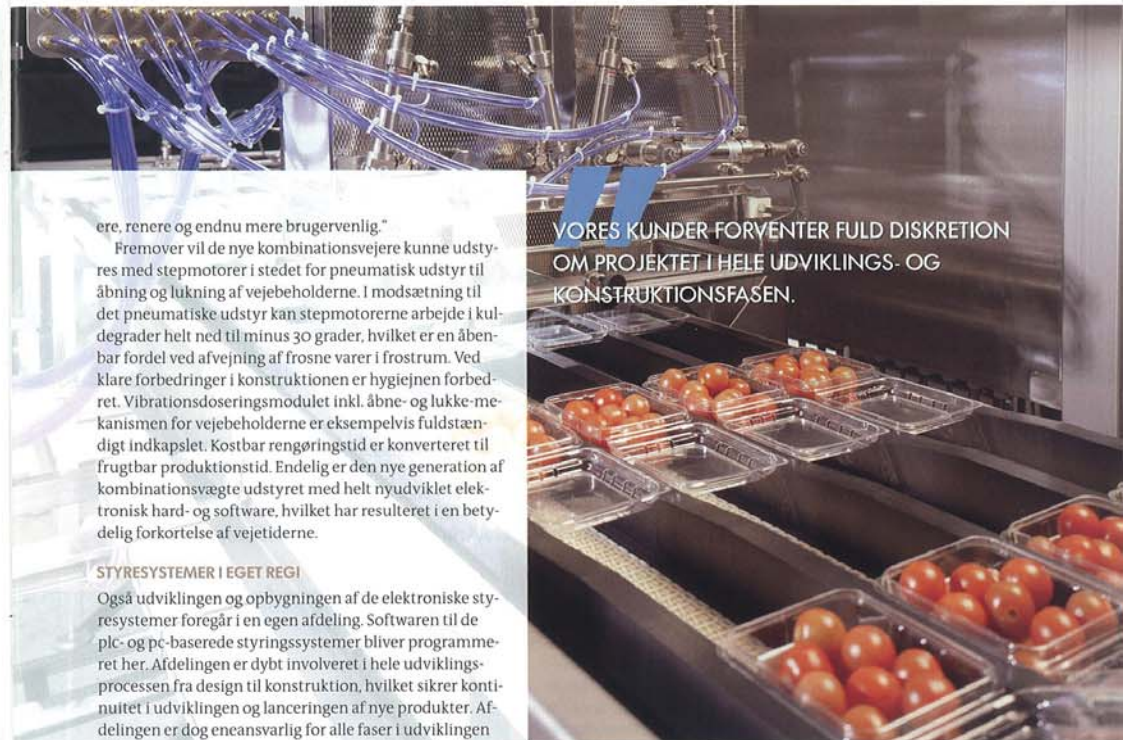 ere, renere og endnu mere brugervenlig."
Fremover vil de nye kombinationsvejere kunne udsty-
res med stepmotorer i stedet for pneumatisk udstyr til
åbning og lukning af vejebeholderne. I modsætning til
det pneumatiske udstyr kan stepmotorerne arbejde i kul-
degrader helt ned til minus 30 grader, hvilket er en åben-
bar fordel ved afvejning af frosne varer i frostrum. Ved
klare forbedringer i konstruktionen er hygiejnen forbed-
ret. Vibrationsdoseringsmodulet inkl. åbne- og lukke-me-
kanismen for vejebeholderne er eksempelvis fuldstæn-
digt indkapslet. Kostbar rengøringstid er konverteret til
frugtbar produktionstid. Endelig er den nye generation af
kombinationsvægte udstyret med helt nyudviklet elek-
tronisk hard- og software, hvilket har resulteret i en bety-
delig forkortelse af vejetiderne.
STYRESYSTEMER I EGET REGI
Også udviklingen og opbygningen af de elektroniske sty-
resystemer foregår i en egen afdeling. Softwaren til de
plc- og pc-baserede styringssystemer bliver programme-
ret her. Afdelingen er dybt involveret i hele udviklings-
processen fra design til konstruktion, hvilket sikrer konti-
nuitet i udviklingen og lanceringen af nye produkter. Af-
delingen er dog eneansvarlig for alle faser i udviklingen
"
VORES KUNDER FORVENTER FULD DISKRETION
OM PROJEKTET I HELE UDVIKLINGS- OG
KONSTRUKTIONSFASEN.